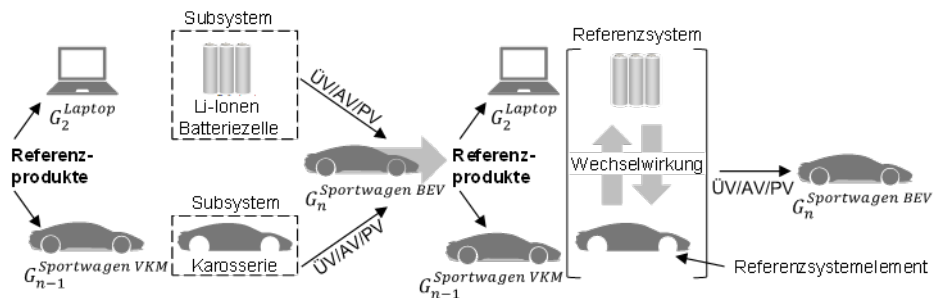 Subsystem
Li-Ionen
Batteriezelle
G_2^{Laptop}
Referenz-
produkte
G_{n-1}^{Sportwagen VKM}
Subsystem
Karosserie
ÜV/AV/PV
ÜV/AV/PV
G_n^{Sportwagen BEV}
G_2^{Laptop}
Referenz-
produkte
G_{n-1}^{Sportwagen VKM}
Referenzsystem
Wechselwirkung
ÜV/AV/PV
G_n^{Sportwagen BEV}
Referenzsystemelement